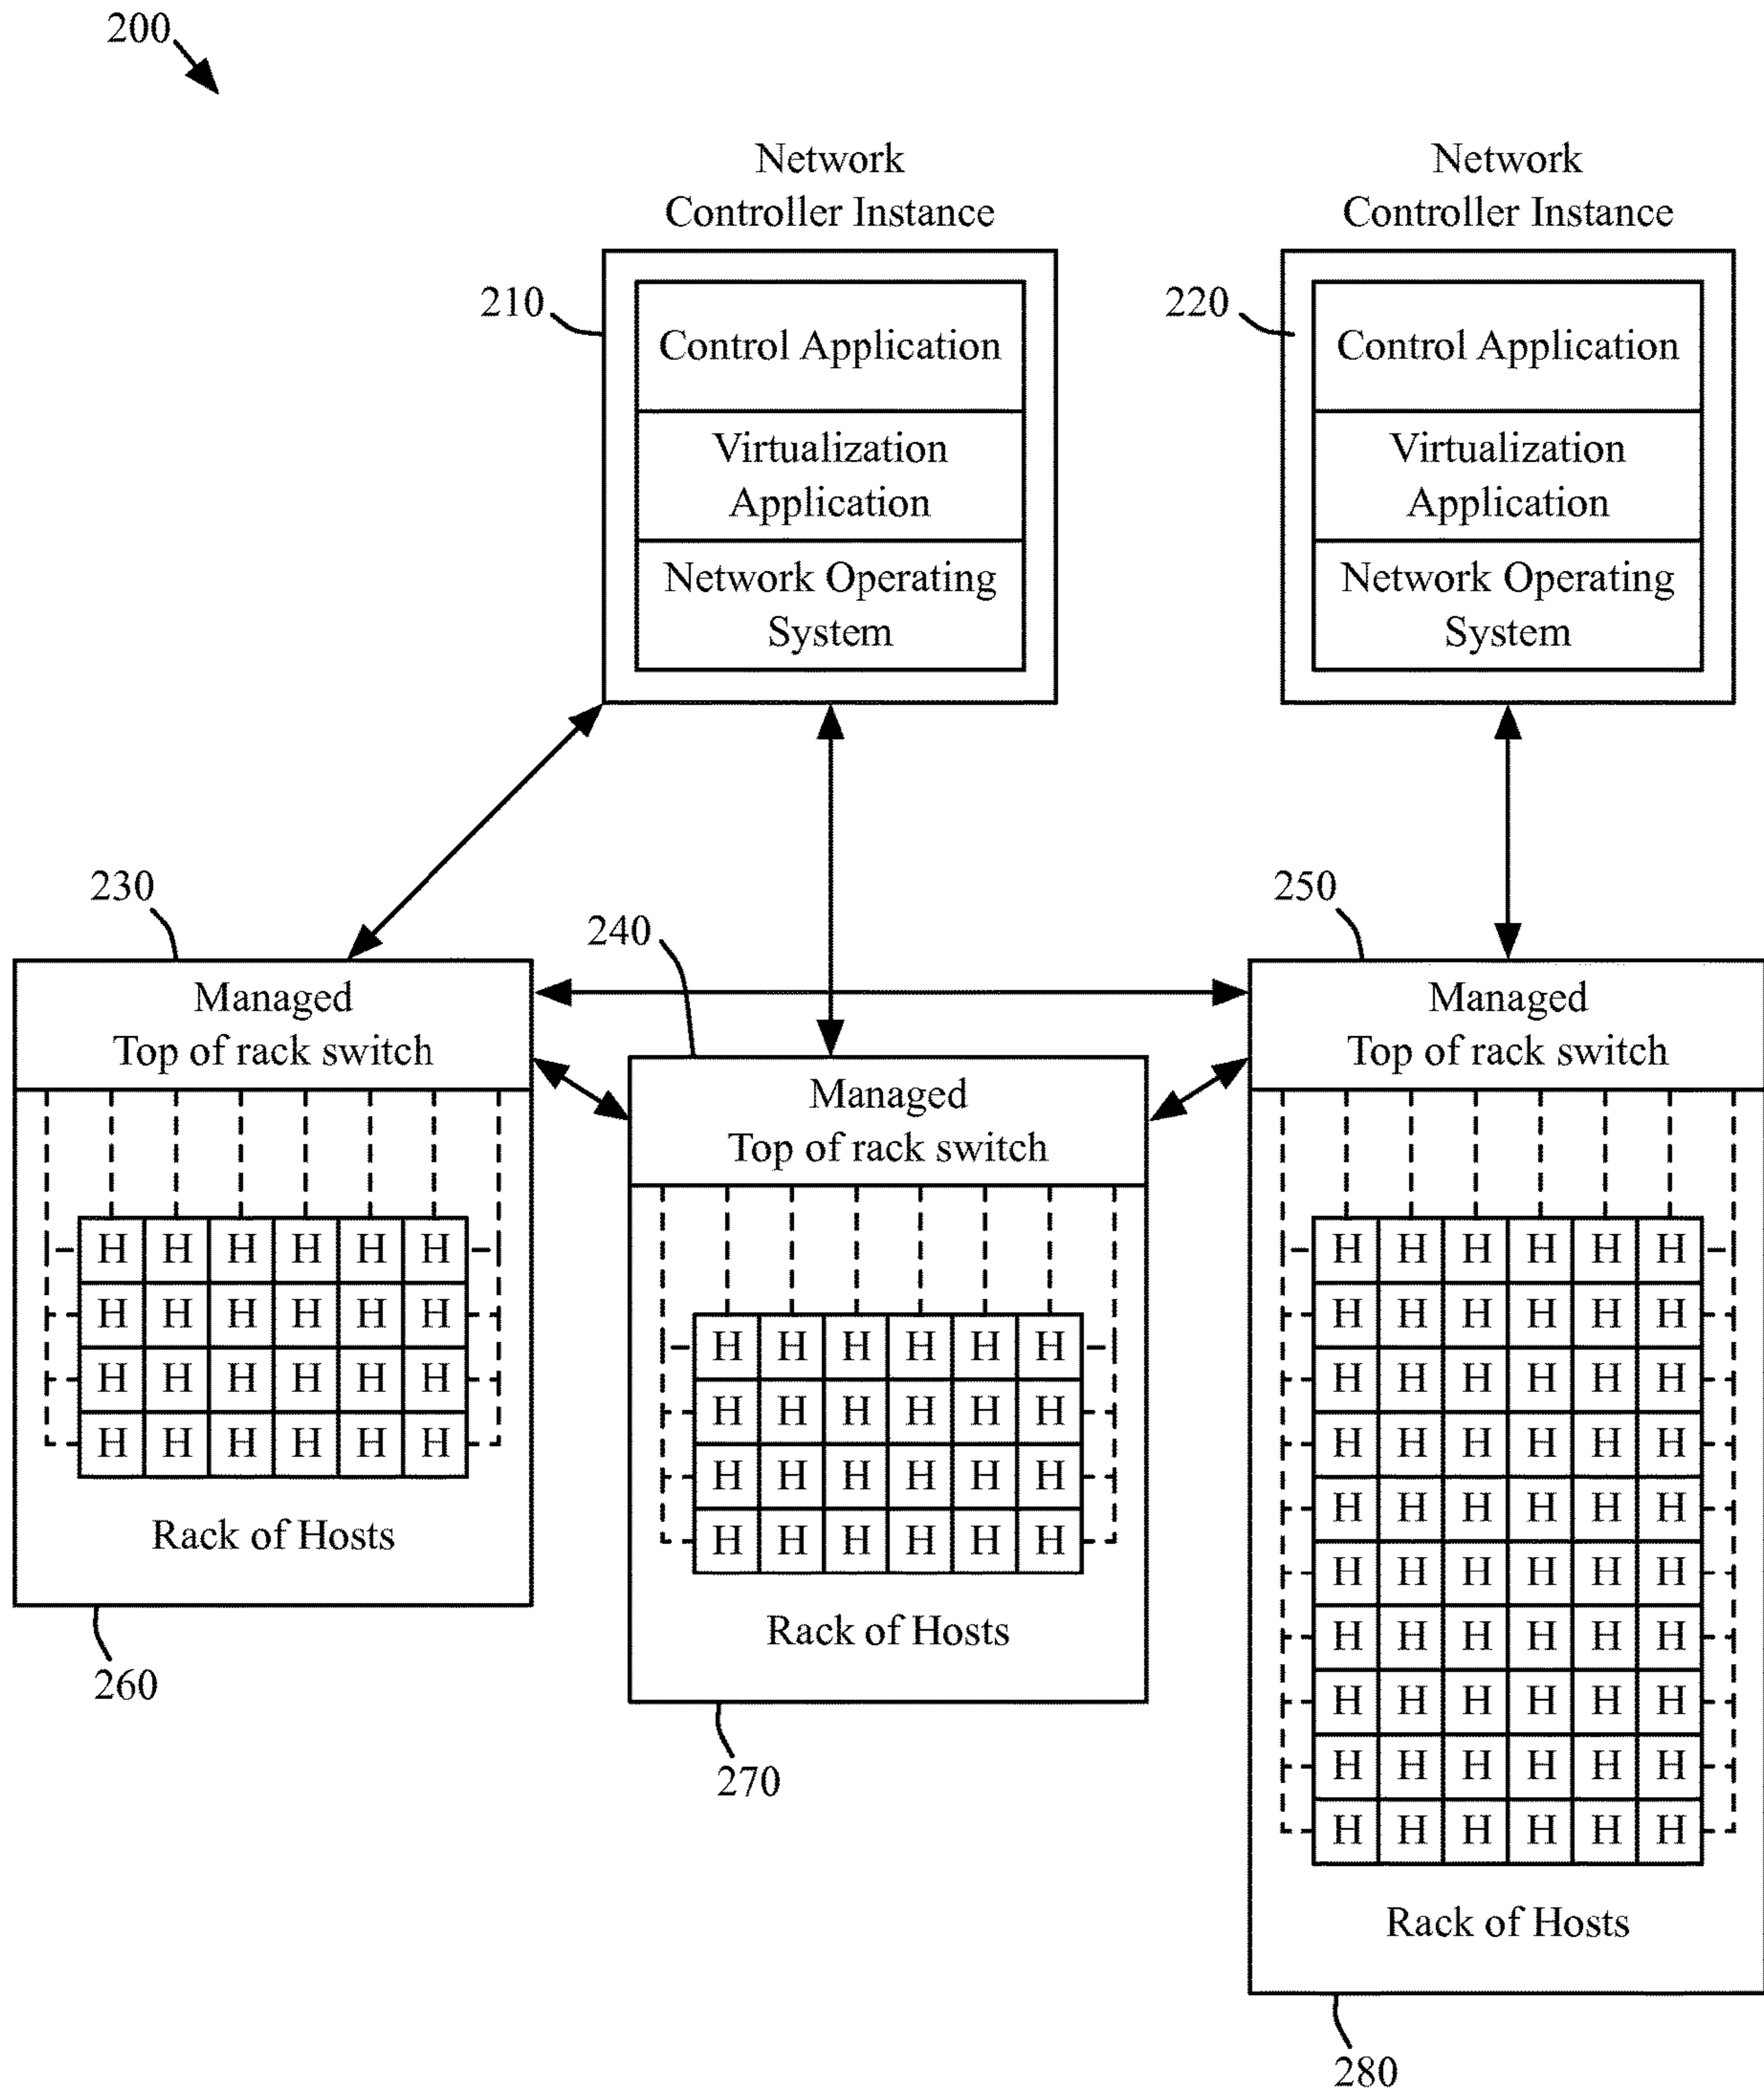 200
Network
Controller Instance
Network
Controller Instance
210
Control Application
Virtualization
Application
Network Operating
System
220
Control Application
Virtualization
Application
Network Operating
System
230
Managed
Top of rack switch
H H H H H H
H H H H H H
H H H H H H
H H H H H H
Rack of Hosts
260
240
Managed
Top of rack switch
H H H H H H
H H H H H H
H H H H H H
H H H H H H
Rack of Hosts
270
250
Managed
Top of rack switch
H H H H H H
H H H H H H
H H H H H H
H H H H H H
H H H H H H
H H H H H H
H H H H H H
H H H H H H
H H H H H H
H H H H H H
Rack of Hosts
280